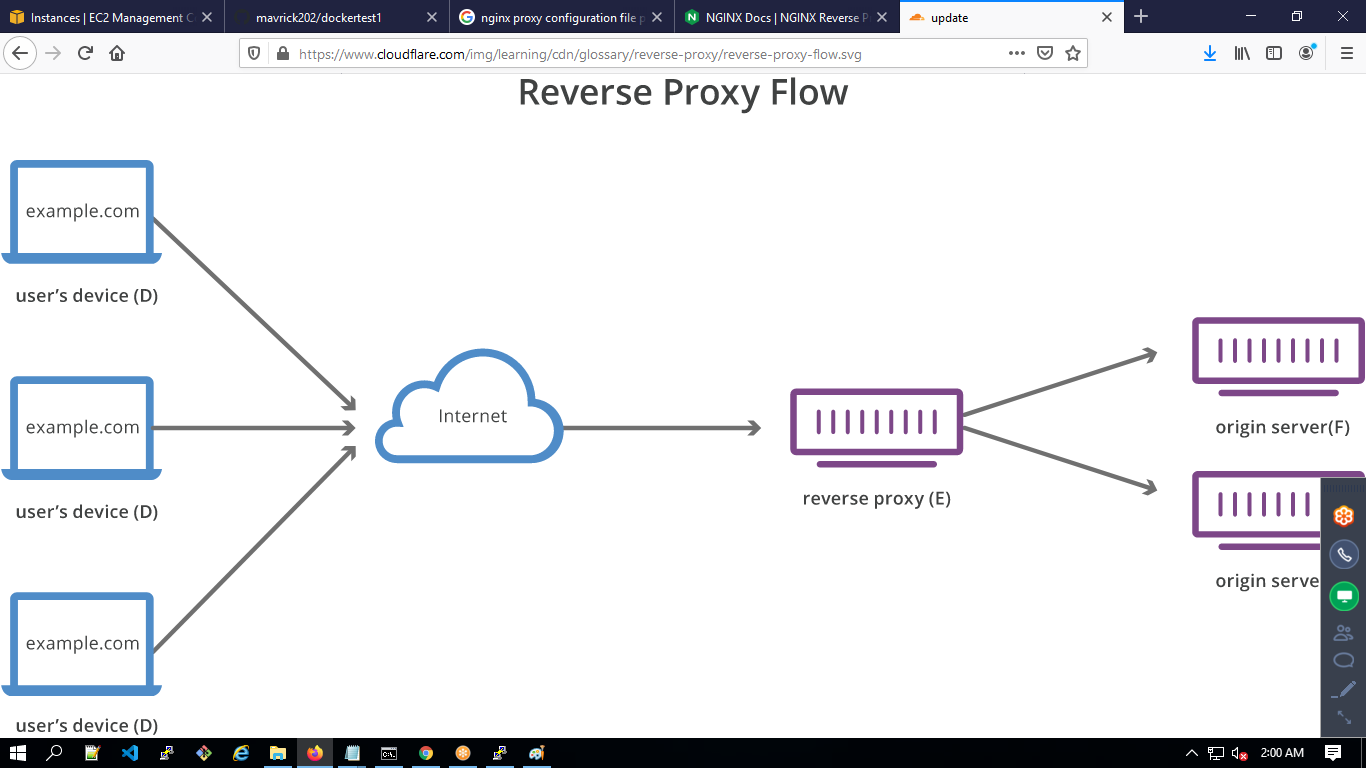 Instances | EC2 Management C
mavrick202/dockertest1
nginx proxy configuration file p
NGINX Docs | NGINX Reverse P
update
https://www.cloudflare.com/img/learning/cdn/glossary/reverse-proxy/reverse-proxy-flow.svg
Reverse Proxy Flow
example.com
user's device (D)
example.com
user's device (D)
example.com
user's device (D)
Internet
reverse proxy (E)
origin server(F)
origin serve
2:00 AM